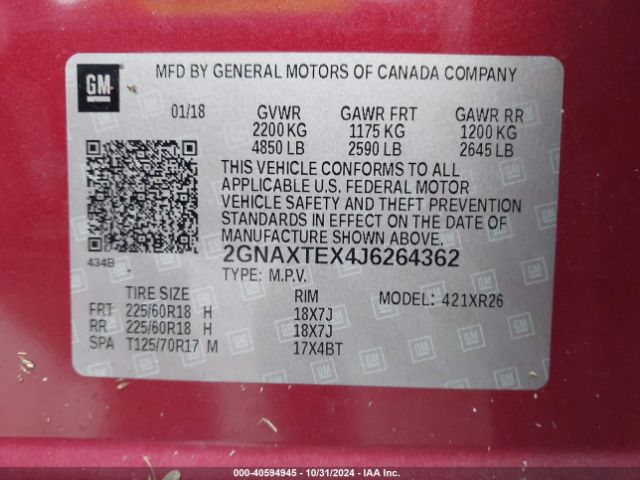 GM
MFD BY GENERAL MOTORS OF CANADA COMPANY
01/18 GVWR GAWR FRT GAWR RR
2200 KG 1175 KG 1200 KG
4850 LB 2590 LB 2645 LB
THIS VEHICLE CONFORMS TO ALL
APPLICABLE U.S. FEDERAL MOTOR
VEHICLE SAFETY AND THEFT PREVENTION
STANDARDS IN EFFECT ON THE DATE OF
MANUFACTURE SHOWN ABOVE.
434B
2GNAXTEX4J6264362
TYPE: M.P.V.
TIRE SIZE RIM MODEL: 421XR26
FRT 225/60R18 H 18X7J
RR 225/60R18 H 18X7J
SPA T125/70R17 M 17X4BT
000-40594945 - 10/31/2024 - IAA Inc.